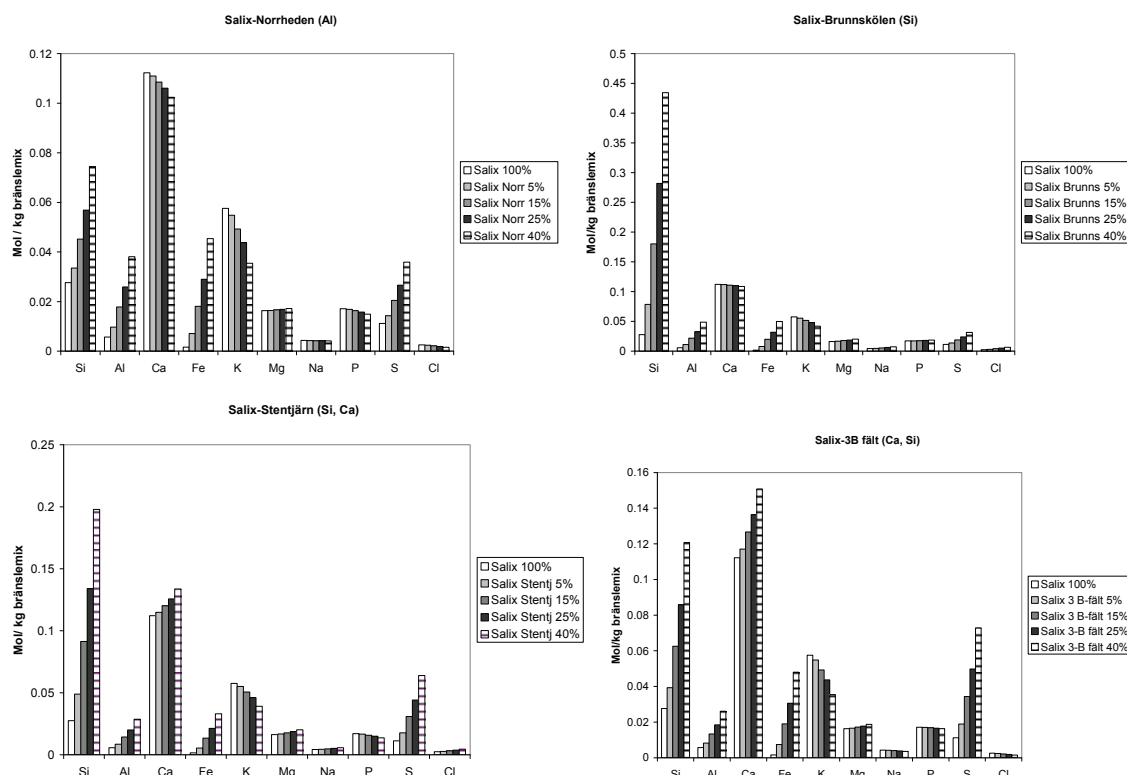 Salix-Norrheden (Al)
0.12
0.1
0.08
0.06
0.04
0.02
0
Mol / kg bränslemix
Si Al Ca Fe K Mg Na P S Cl
Salix 100%
Salix Norr 5%
Salix Norr 15%
Salix Norr 25%
Salix Norr 40%
Salix-Brunnskölen (Si)
0.5
0.45
0.4
0.35
0.3
0.25
0.2
0.15
0.1
0.05
0
Mol/kg bränslemix
Si Al Ca Fe K Mg Na P S Cl
Salix 100%
Salix Brunns 5%
Salix Brunns 15%
Salix Brunns 25%
Salix Brunns 40%
Salix-Stentjärn (Si, Ca)
0.25
0.2
0.15
0.1
0.05
0
Mol/ kg bränslemix
Si Al Ca Fe K Mg Na P S Cl
Salix 100%
Salix Stentj 5%
Salix Stentj 15%
Salix Stentj 25%
Salix Stentj 40%
Salix-3B fält (Ca, Si)
0.16
0.14
0.12
0.1
0.08
0.06
0.04
0.02
0
Mol/kg bränslemix
Si Al Ca Fe K Mg Na P S Cl
Salix 100%
Salix 3 B-fält 5%
Salix 3 B-fält 15%
Salix 3-B fält 25%
Salix 3-B fält 40%